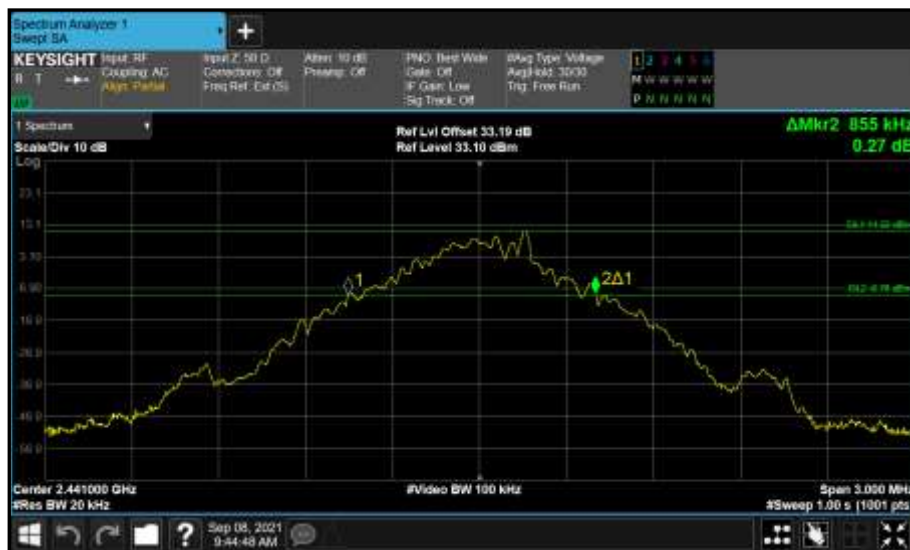 Spectrum Analyzer 1
Swept SA
+
KEYSIGHT
R T
Input: RF
Coupling: AC
Align: Partial
Input Z: 50 Ω
Corrections: Off
Freq Ref: Ext (S)
Atten: 10 dB
Preamp: Off
PNO: Best Wide
Gate: Off
IF Gain: Low
Sig Track: Off
#Avg Type: Voltage
Avg|Hold: 30/30
Trig: Free Run
1 2 3 4 5 6
M W W W W W
P N N N N N
1 Spectrum
Scale/Div 10 dB
Ref Lvl Offset 33.19 dB
Ref Level 33.10 dBm
ΔMkr2 855 kHz
0.27 dB
Log
23.1
13.1
3.10
-6.90
-16.9
-26.9
-36.9
-46.9
-56.9
1
2Δ1
Center 2.441000 GHz
#Res BW 20 kHz
#Video BW 100 kHz
Span 3.000 MHz
#Sweep 1.00 s (1001 pts)
?
Sep 08, 2021
9:44:48 AM